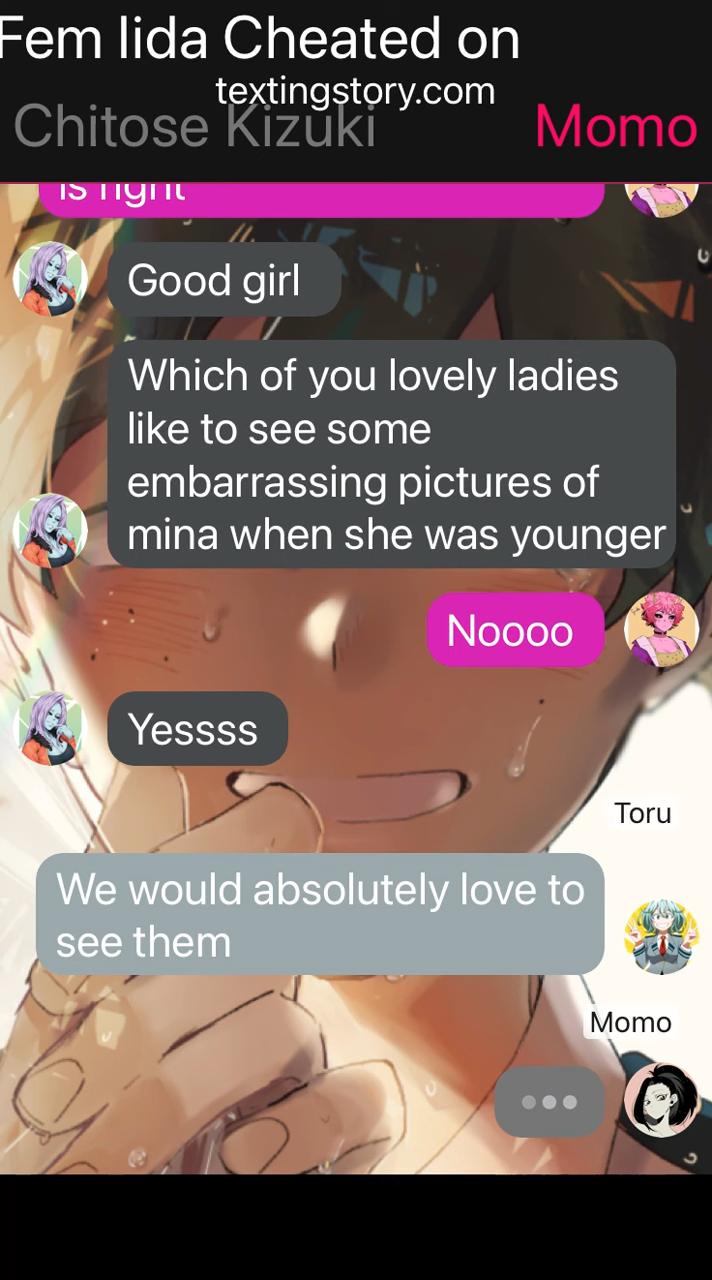 Fem Iida Cheated on
textingstory.com
Chitose Kizuki
Momo
is right
Good girl
Which of you lovely ladies
like to see some
embarrassing pictures of
mina when she was younger
Noooo
Yessss
Toru
We would absolutely love to
see them
Momo